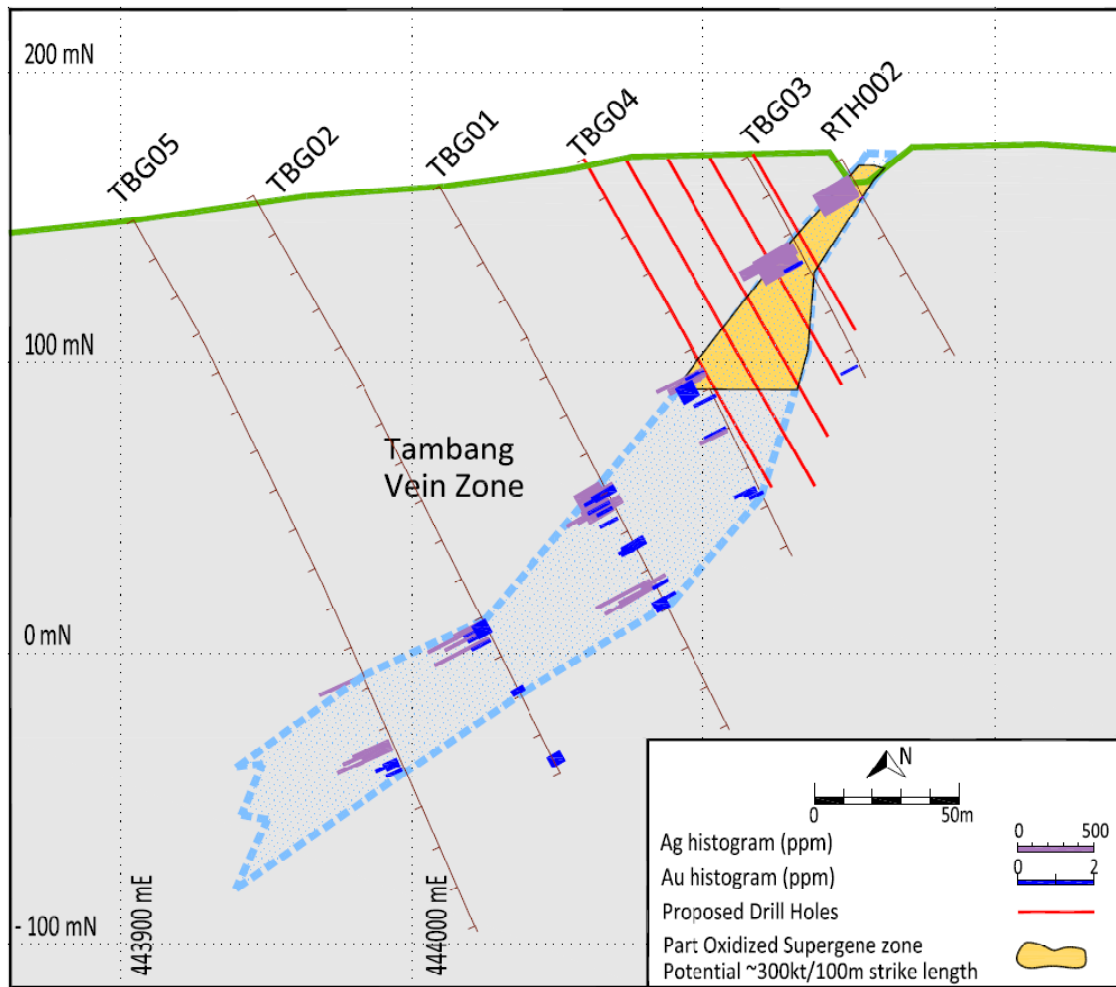 200 mN
TBG05
TBG02
TBG01
TBG04
TBG03
RTH002
100 mN
Tambang
Vein Zone
0 mN
- 100 mN
443900 mE
444000 mE
N
0 50m
Ag histogram (ppm) 0 500
Au histogram (ppm) 0 2
Proposed Drill Holes
Part Oxidized Supergene zone
Potential ~300kt/100m strike length